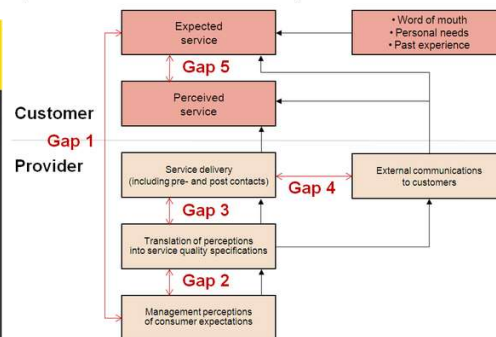 Expected
service
• Word of mouth
• Personal needs
• Past experience
Gap 5
Perceived
service
Customer
Gap 1
Provider
Service delivery
(including pre- and post contacts)
Gap 4
External communications
to customers
Gap 3
Translation of perceptions
into service quality specifications
Gap 2
Management perceptions
of consumer expectations